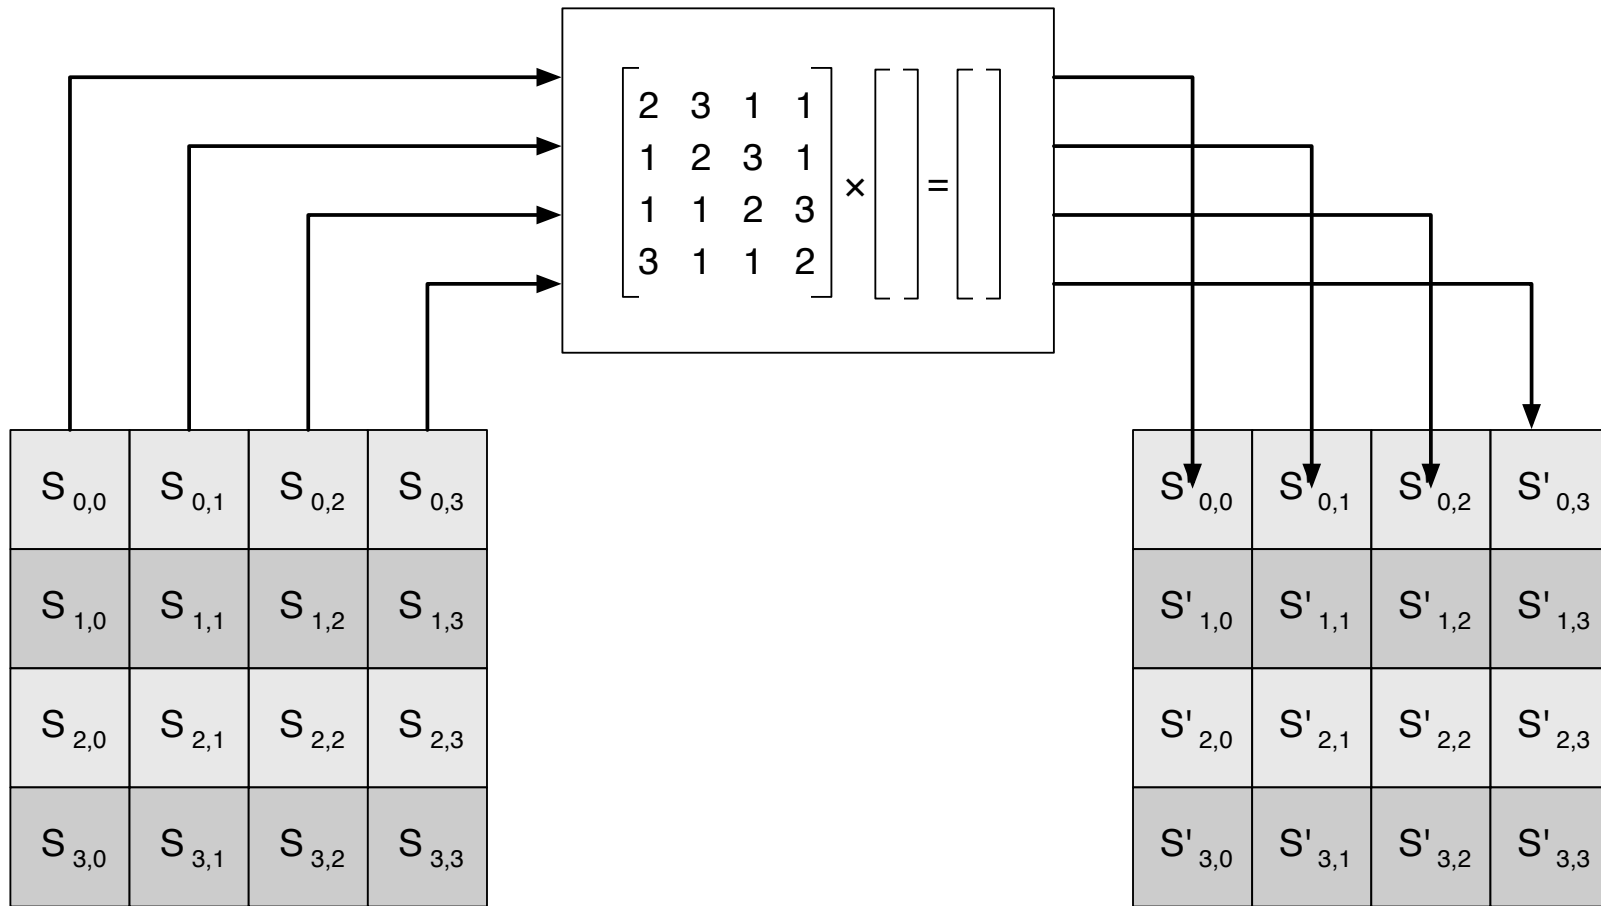 2 3 1 1
1 2 3 1
1 1 2 3
3 1 1 2
× =
S 0,0 S 0,1 S 0,2 S 0,3
S 1,0 S 1,1 S 1,2 S 1,3
S 2,0 S 2,1 S 2,2 S 2,3
S 3,0 S 3,1 S 3,2 S 3,3
S' 0,0 S' 0,1 S' 0,2 S' 0,3
S' 1,0 S' 1,1 S' 1,2 S' 1,3
S' 2,0 S' 2,1 S' 2,2 S' 2,3
S' 3,0 S' 3,1 S' 3,2 S' 3,3